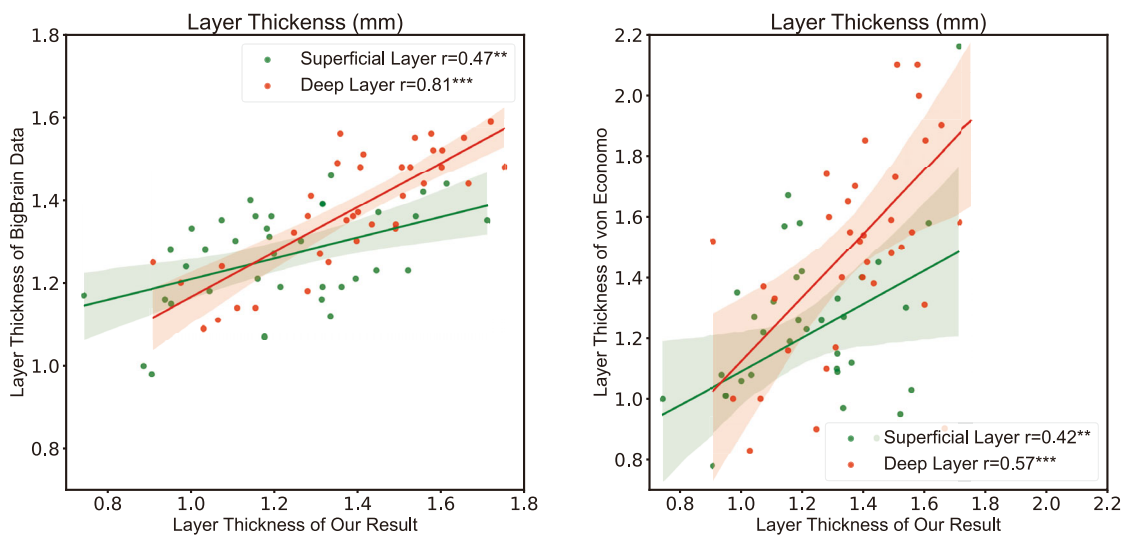 Layer Thickenss (mm)
1.8
1.6
1.4
1.2
1.0
0.8
Layer Thickness of BigBrain Data
Superficial Layer r=0.47**
Deep Layer r=0.81***
0.8 1.0 1.2 1.4 1.6 1.8
Layer Thickness of Our Result
Layer Thickenss (mm)
2.2
2.0
1.8
1.6
1.4
1.2
1.0
0.8
Layer Thickness of von Economo
Superficial Layer r=0.42**
Deep Layer r=0.57***
0.8 1.0 1.2 1.4 1.6 1.8 2.0 2.2
Layer Thickness of Our Result